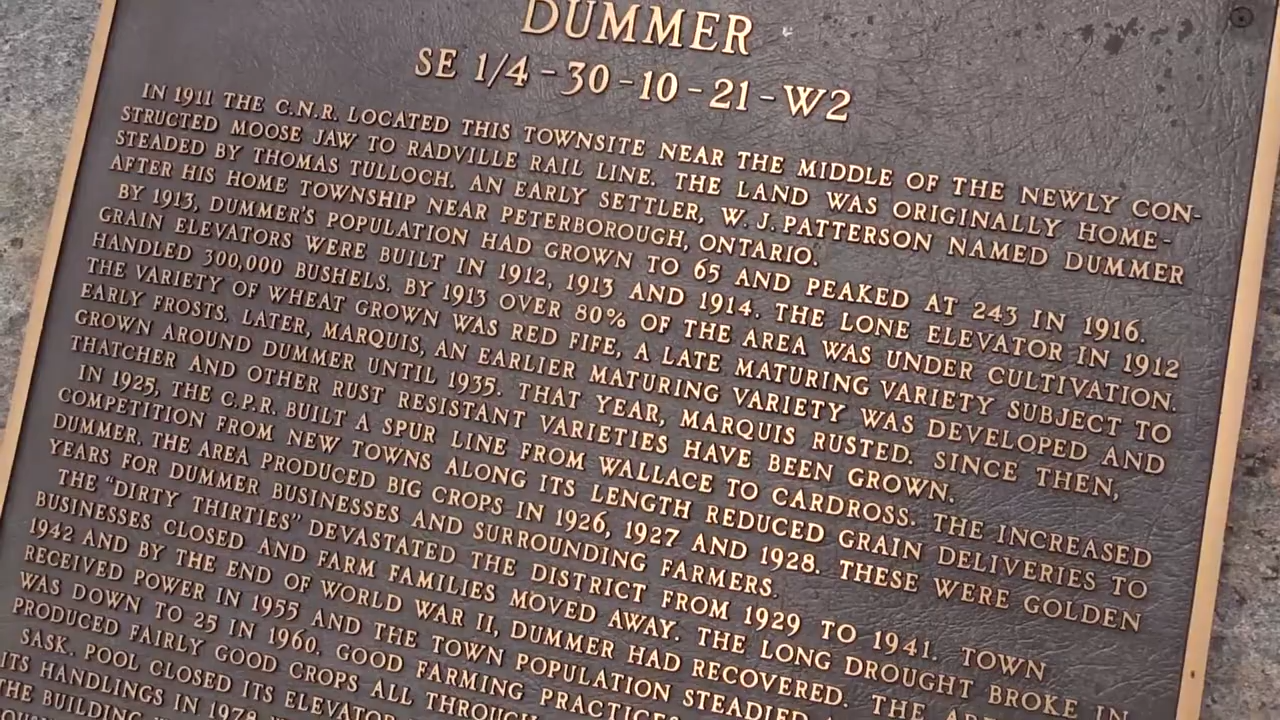 DUMMER
SE 1/4 - 30 - 10 - 21 - W2
IN 1911 THE C.N.R. LOCATED THIS TOWNSITE NEAR THE MIDDLE OF THE NEWLY CON-
STRUCTED MOOSE JAW TO RADVILLE RAIL LINE. THE LAND WAS ORIGINALLY HOME-
STEADED BY THOMAS TULLOCH. AN EARLY SETTLER, W. J. PATTERSON NAMED DUMMER
AFTER HIS HOME TOWNSHIP NEAR PETERBOROUGH, ONTARIO.
BY 1913, DUMMER'S POPULATION HAD GROWN TO 65 AND PEAKED AT 243 IN 1916.
GRAIN ELEVATORS WERE BUILT IN 1912, 1913 AND 1914. THE LONE ELEVATOR IN 1912
HANDLED 300,000 BUSHELS. BY 1913 OVER 80% OF THE AREA WAS UNDER CULTIVATION.
THE VARIETY OF WHEAT GROWN WAS RED FIFE, A LATE MATURING VARIETY SUBJECT TO
EARLY FROSTS. LATER, MARQUIS, AN EARLIER MATURING VARIETY WAS DEVELOPED AND
GROWN AROUND DUMMER UNTIL 1935. THAT YEAR, MARQUIS RUSTED. SINCE THEN,
THATCHER AND OTHER RUST RESISTANT VARIETIES HAVE BEEN GROWN.
IN 1925, THE C.P.R. BUILT A SPUR LINE FROM WALLACE TO CARDROSS. THE INCREASED
COMPETITION FROM NEW TOWNS ALONG ITS LENGTH REDUCED GRAIN DELIVERIES TO
DUMMER. THE AREA PRODUCED BIG CROPS IN 1926, 1927 AND 1928. THESE WERE GOLDEN
YEARS FOR DUMMER BUSINESSES AND SURROUNDING FARMERS.
THE "DIRTY THIRTIES" DEVASTATED THE DISTRICT FROM 1929 TO 1941. TOWN
BUSINESSES CLOSED AND FARM FAMILIES MOVED AWAY. THE LONG DROUGHT BROKE IN
1942 AND BY THE END OF WORLD WAR II, DUMMER HAD RECOVERED. THE
RECEIVED POWER IN 1955 AND THE TOWN POPULATION STEADIED
WAS DOWN TO 25 IN 1960. GOOD FARMING PRACTICES
PRODUCED FAIRLY GOOD CROPS ALL THROUGH
SASK. POOL CLOSED ITS ELEVATOR
ITS HANDLINGS IN 1978
THE BUILDING